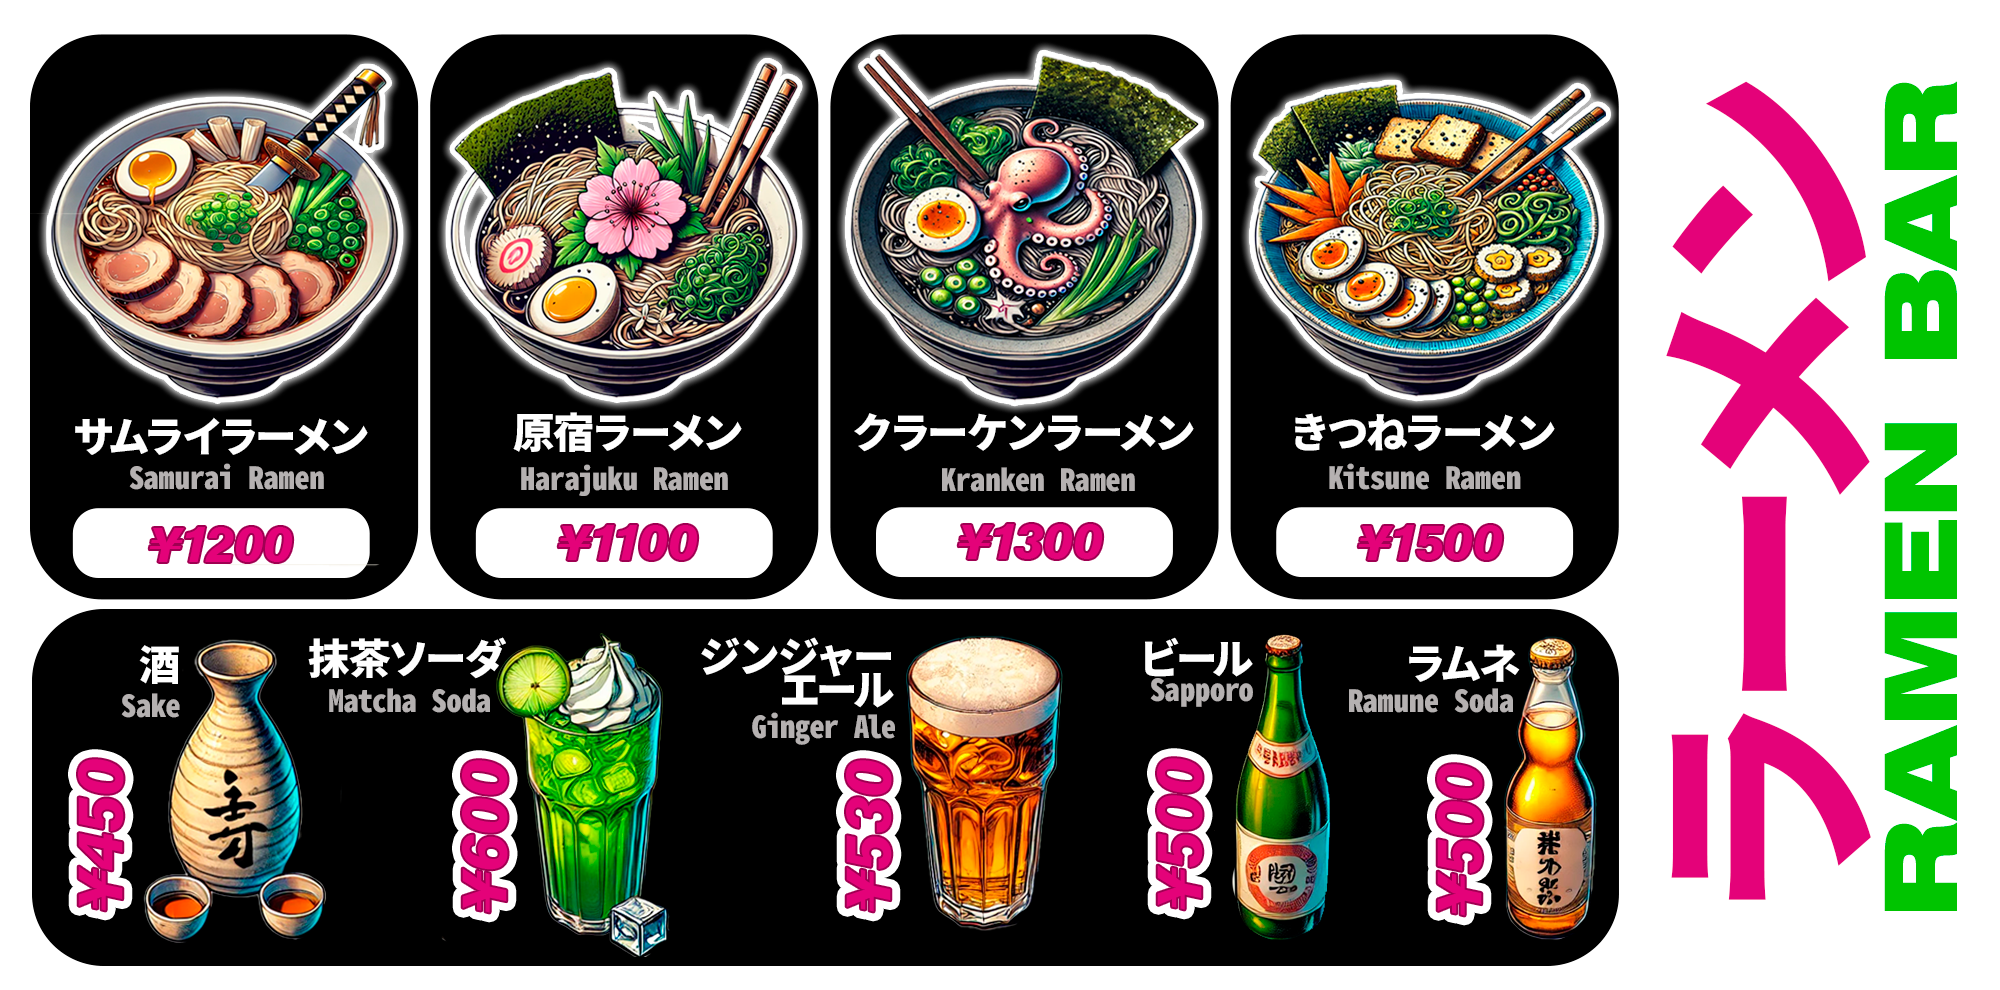 サムライラーメン
Samurai Ramen
¥1200
原宿ラーメン
Harajuku Ramen
¥1100
クラーケンラーメン
Kranken Ramen
¥1300
きつねラーメン
Kitsune Ramen
¥1500
酒
Sake
¥450
抹茶ソーダ
Matcha Soda
¥600
ジンジャー
エール
Ginger Ale
¥530
ビール
Sapporo
¥500
ラムネ
Ramune Soda
¥500
ラーメン
RAMEN BAR